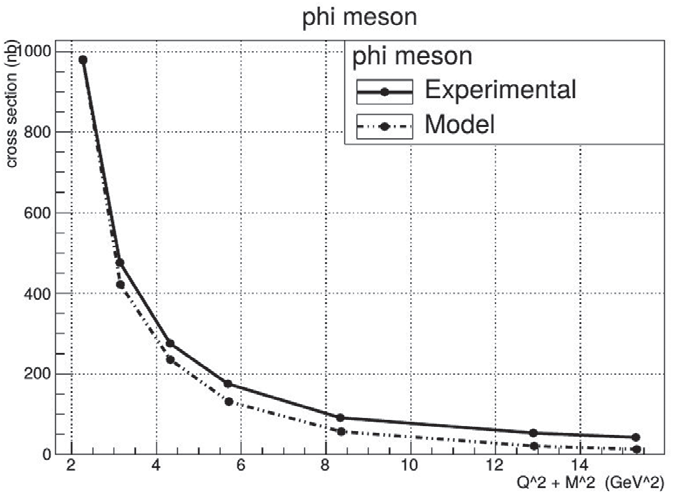 phi meson
cross section (nb)
1000
800
600
400
200
0
phi meson
Experimental
Model
2 4 6 8 10 12 14
Q^2 + M^2 (GeV^2)